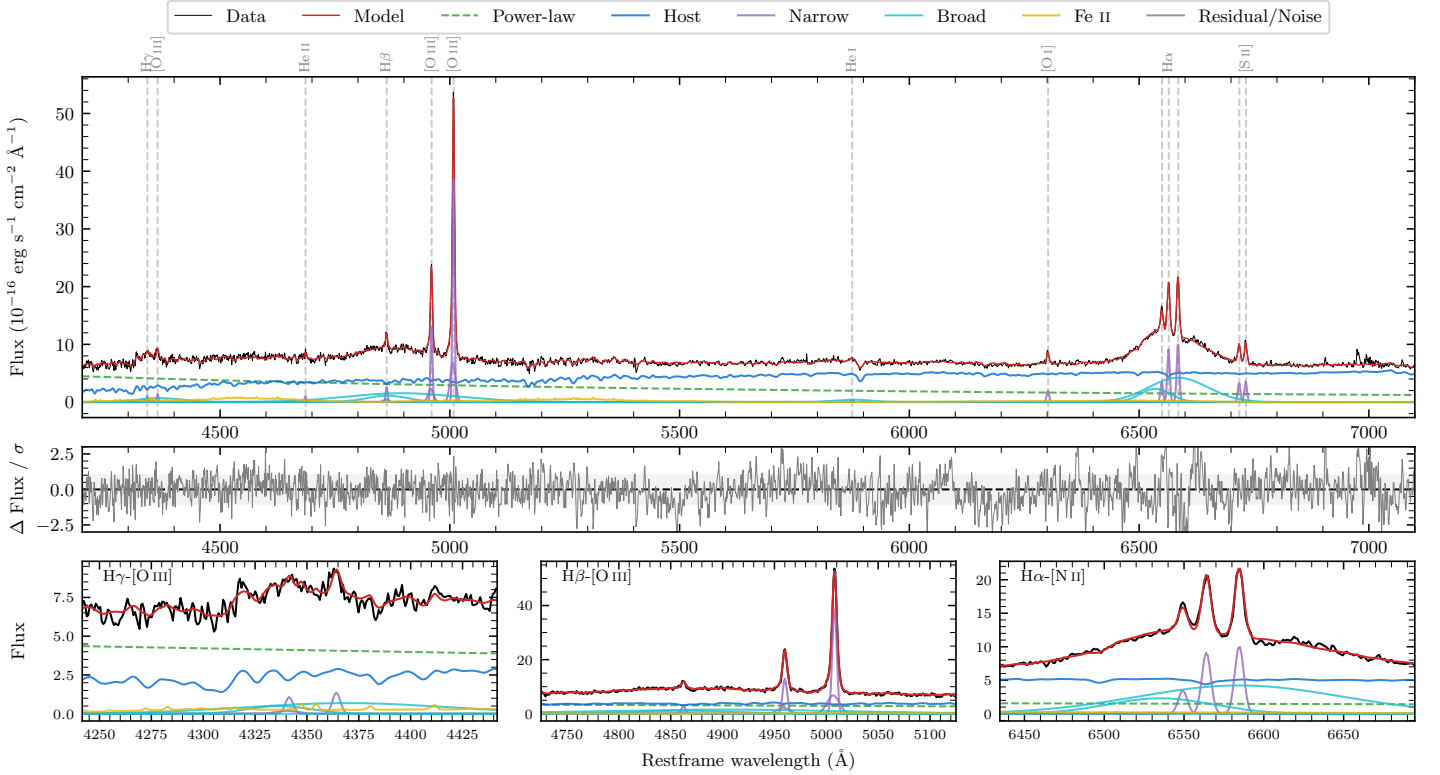 Data Model Power-law Host Narrow Broad Fe II Residual/Noise
Hγ [O III] He II Hβ [O III] [O III] He I [O I] Hα [S II]
Flux (10⁻¹⁶ erg s⁻¹ cm⁻² Å⁻¹)
50
40
30
20
10
0
4500 5000 5500 6000 6500 7000
Δ Flux / σ
2.5
0.0
−2.5
4500 5000 5500 6000 6500 7000
Flux
Hγ-[O III]
7.5
5.0
2.5
0.0
4250 4275 4300 4325 4350 4375 4400 4425
Hβ-[O III]
40
20
0
4750 4800 4850 4900 4950 5000 5050 5100
Hα-[N II]
20
15
10
5
0
6450 6500 6550 6600 6650
Restframe wavelength (Å)